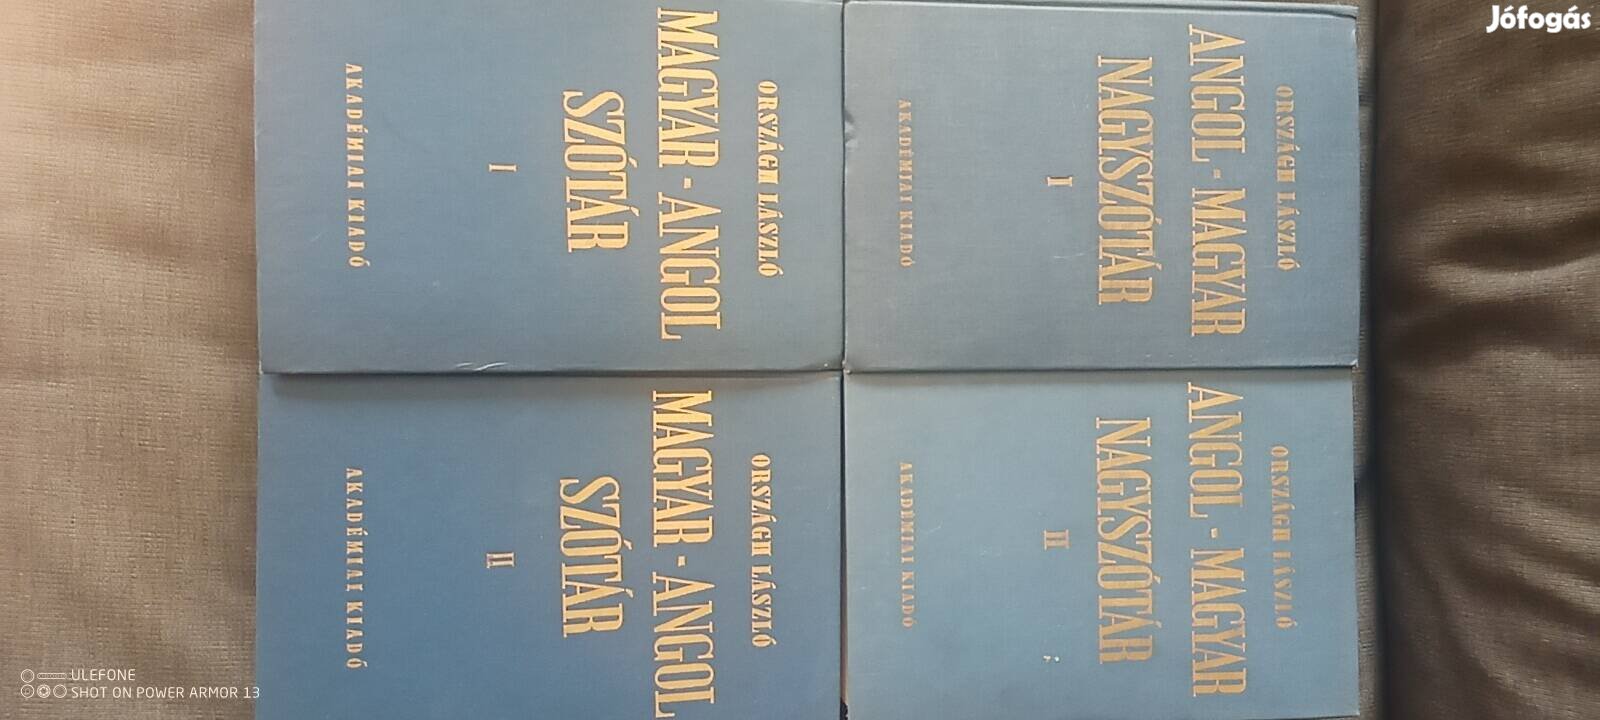 Jófogás
ORSZÁGH LÁSZLÓ
MAGYAR - ANGOL
SZÓTÁR
I
AKADÉMIAI KIADÓ
ORSZÁGH LÁSZLÓ
ANGOL - MAGYAR
NAGYSZÓTÁR
I
AKADÉMIAI KIADÓ
ORSZÁGH LÁSZLÓ
MAGYAR - ANGOL
SZÓTÁR
II
AKADÉMIAI KIADÓ
ORSZÁGH LÁSZLÓ
ANGOL - MAGYAR
NAGYSZÓTÁR
II
AKADÉMIAI KIADÓ
ULEFONE
SHOT ON POWER ARMOR 13